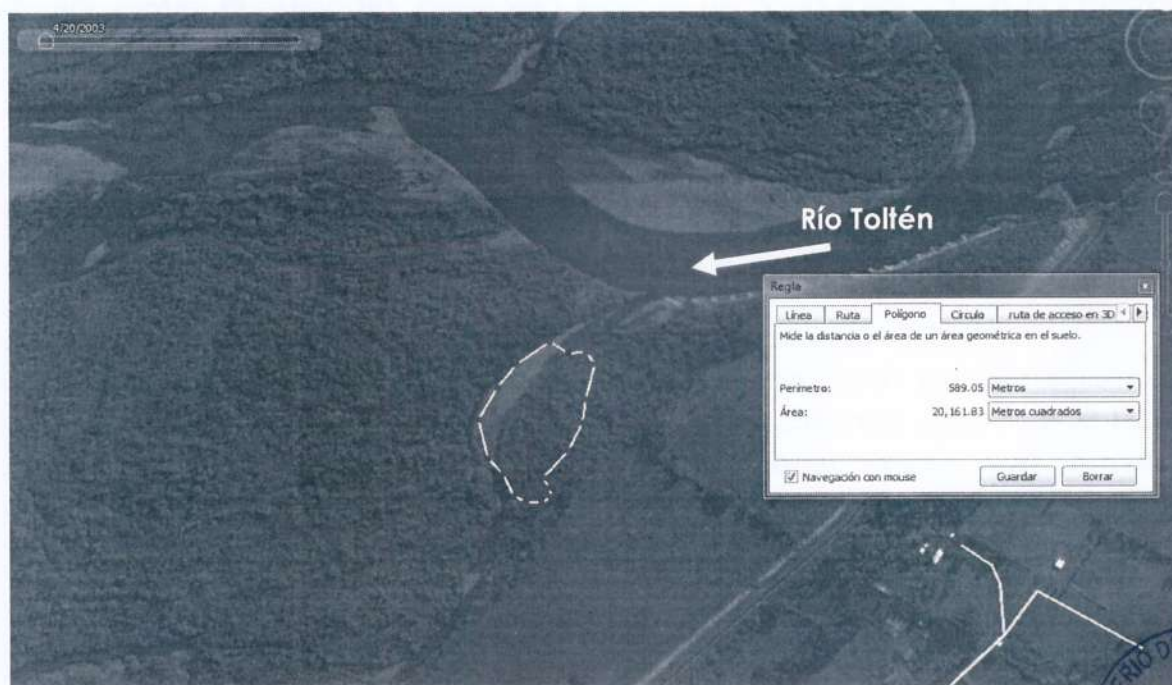 4/20/2003
Río Toltén
Regla
Línea Ruta Polígono Círculo ruta de acceso en 3D
Mide la distancia o el área de un área geométrica en el suelo.
Perímetro: 589.05 Metros
Área: 20,161.83 Metros cuadrados
Navegación con mouse Guardar Borrar
ERIO D